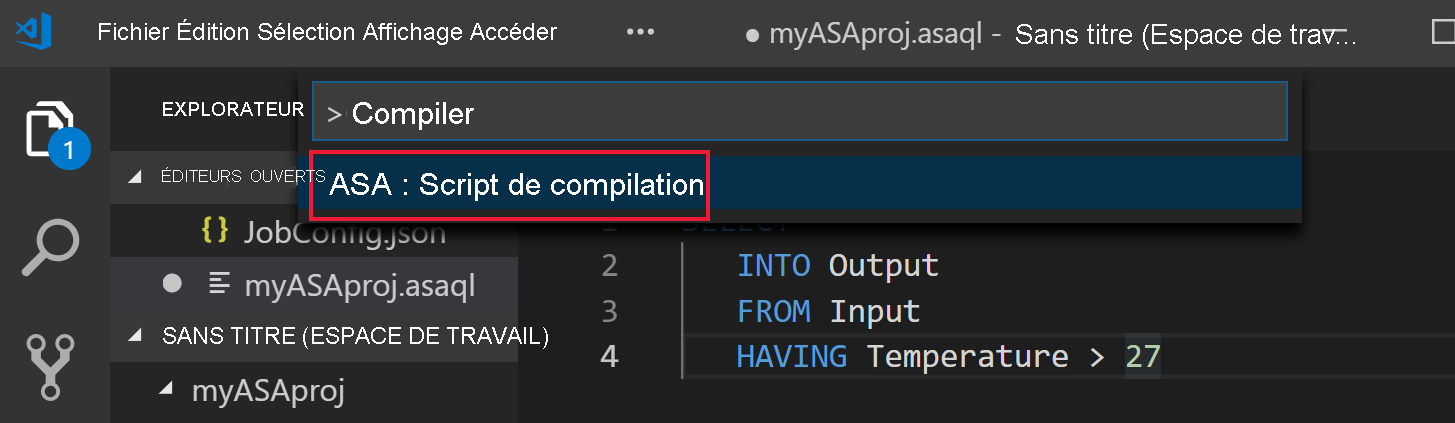 Fichier Édition Sélection Affichage Accéder ••• ● myASAproj.asaql - Sans titre (Espace de trav...
EXPLORATEUR
> Compiler
ÉDITEURS OUVERTS
ASA : Script de compilation
1
{} JobConfig.json
1 SELECT
myASAproj.asaql
2 INTO Output
3 FROM Input
SANS TITRE (ESPACE DE TRAVAIL)
4 HAVING Temperature > 27
myASAproj